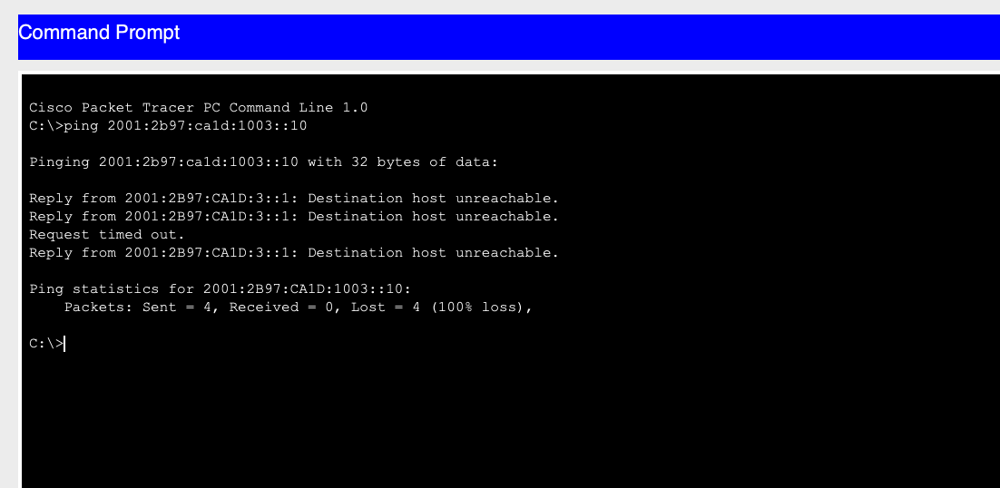 Command Prompt
Cisco Packet Tracer PC Command Line 1.0
C:\>ping 2001:2b97:ca1d:1003::10
Pinging 2001:2b97:ca1d:1003::10 with 32 bytes of data:
Reply from 2001:2B97:CA1D:3::1: Destination host unreachable.
Reply from 2001:2B97:CA1D:3::1: Destination host unreachable.
Request timed out.
Reply from 2001:2B97:CA1D:3::1: Destination host unreachable.
Ping statistics for 2001:2B97:CA1D:1003::10:
    Packets: Sent = 4, Received = 0, Lost = 4 (100% loss),
C:\>